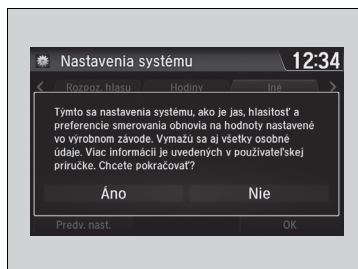 Nastavenia systému
12:34
Rozpoz. hlasu
Hodiny
Iné
Týmto sa nastavenia systému, ako je jas, hlasitosť a
preferencie smerovania obnovia na hodnoty nastavené
vo výrobnom závode. Vymažú sa aj všetky osobné
údaje. Viac informácií je uvedených v používateľskej
príručke. Chcete pokračovať?
Áno
Nie
Predv. nast.
OK